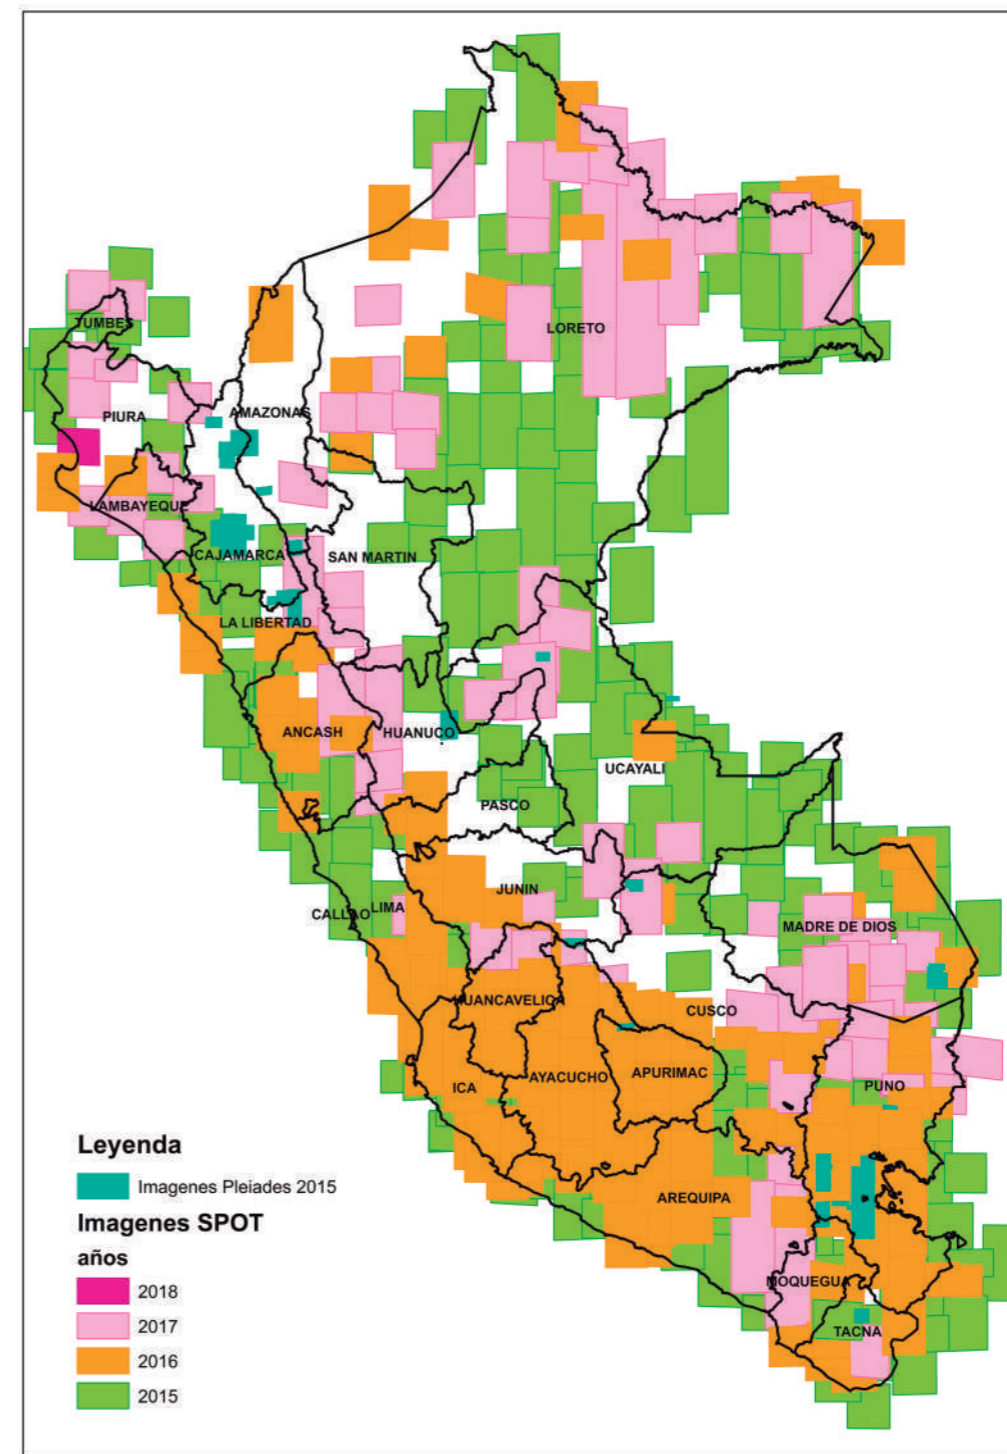 LORETO
TUMBES
AMAZONAS
PIURA
LAMBAYEQUE
CAJAMARCA
SAN MARTIN
LA LIBERTAD
ANCASH
HUANUCO
UCAYALI
PASCO
JUNIN
CALLAO
LIMA
MADRE DE DIOS
HUANCAVELICA
CUSCO
ICA
AYACUCHO
APURIMAC
PUNO
AREQUIPA
MOQUEGUA
TACNA
Leyenda
Imagenes Pleiades 2015
Imagenes SPOT
años
2018
2017
2016
2015